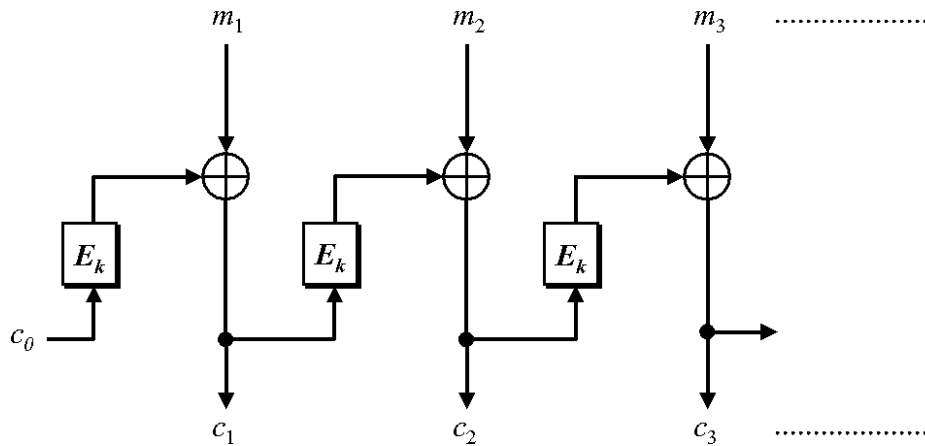 m₁ m₂ m₃ ....................
Eₖ Eₖ Eₖ
c₀
c₁ c₂ c₃ ....................